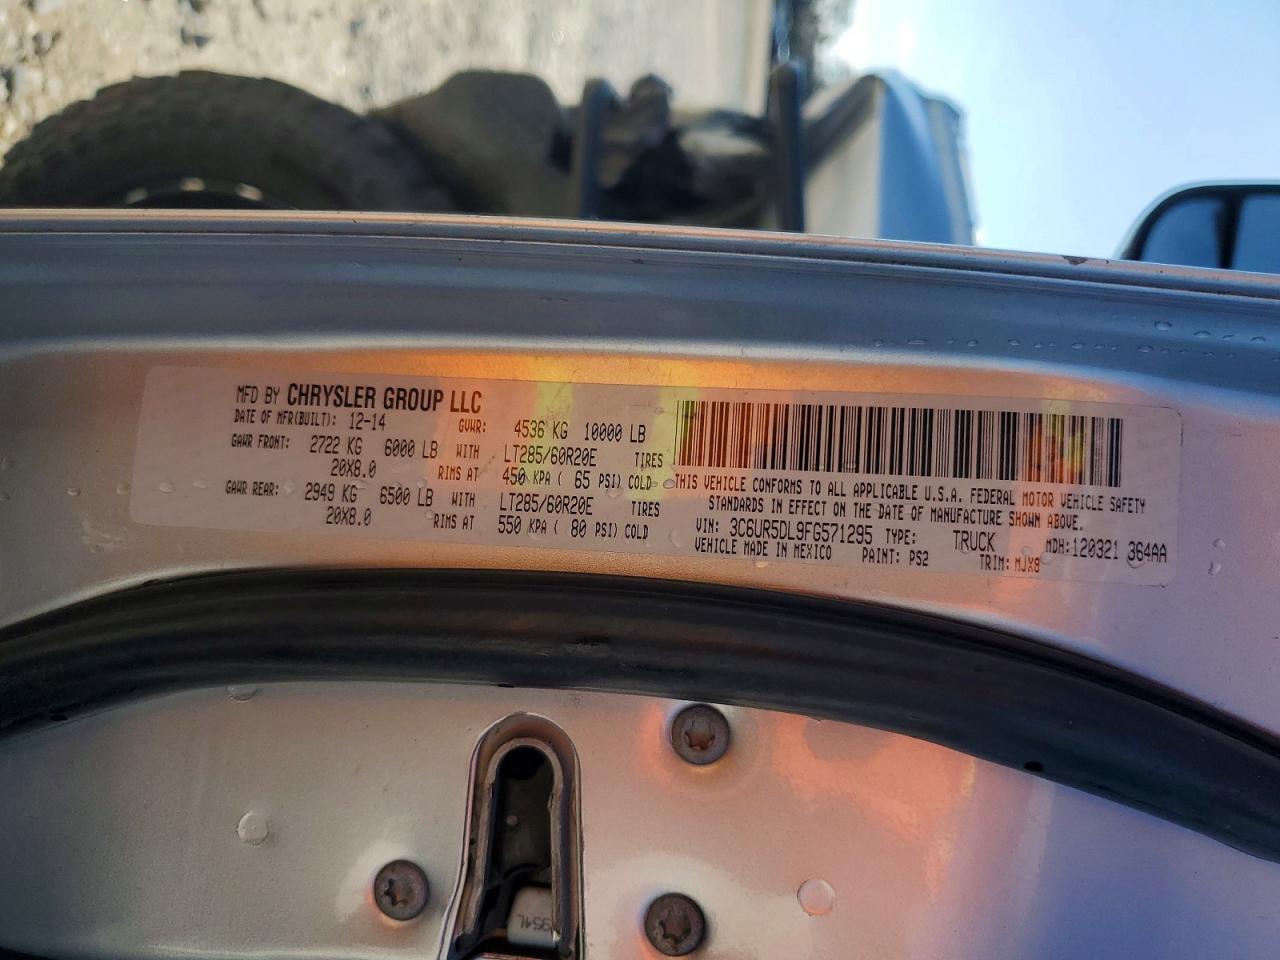 MFD BY CHRYSLER GROUP LLC
DATE OF MFR(BUILT): 12-14 GVWR: 4536 KG 10000 LB
GAWR FRONT: 2722 KG 6000 LB WITH LT285/60R20E TIRES
20X8.0 RIMS AT 450 KPA ( 65 PSI) COLD
GAWR REAR: 2949 KG 6500 LB WITH LT285/60R20E TIRES
20X8.0 RIMS AT 550 KPA ( 80 PSI) COLD
THIS VEHICLE CONFORMS TO ALL APPLICABLE U.S.A. FEDERAL MOTOR VEHICLE SAFETY
STANDARDS IN EFFECT ON THE DATE OF MANUFACTURE SHOWN ABOVE.
VIN: 3C6UR5DL9FG571295 TYPE: TRUCK MDH:120321 364AA
VEHICLE MADE IN MEXICO PAINT: PS2 TRIM: MJX8